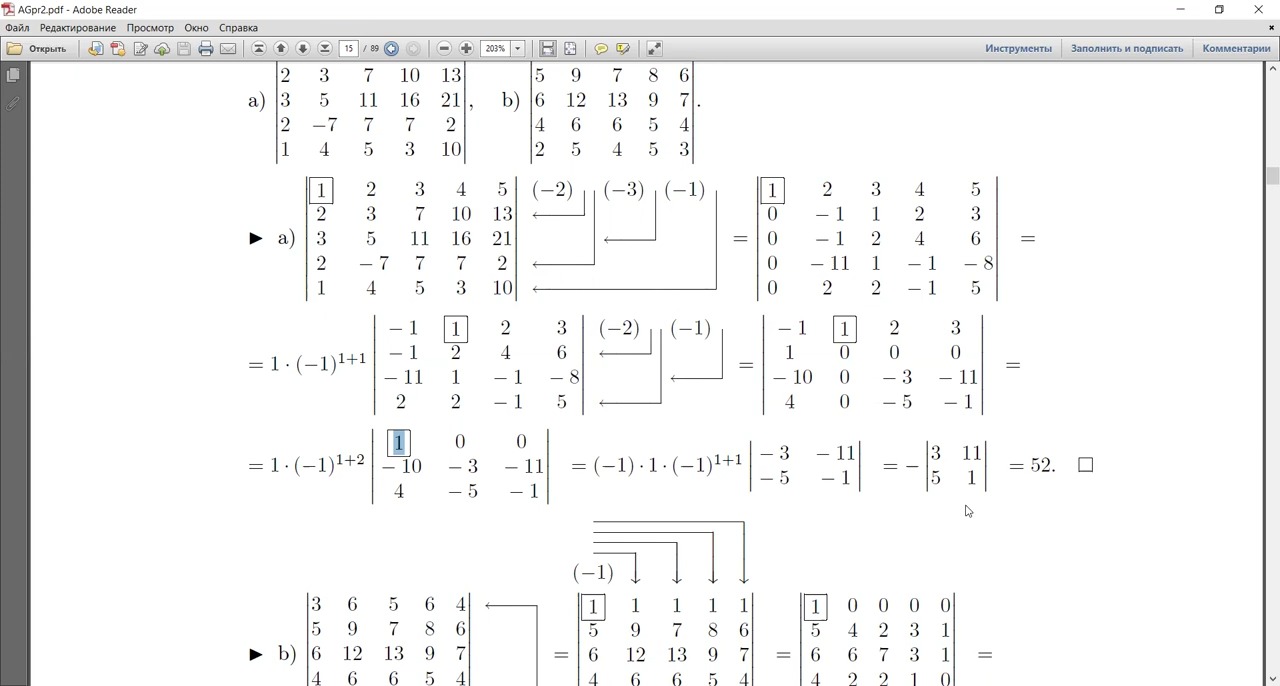 AGpr2.pdf - Adobe Reader
Файл Редактирование Просмотр Окно Справка
Открыть 15 / 89 203% Инструменты Заполнить и подписать Комментарии
а) |2 3 7 10 13| b) |5 9 7 8 6|
|3 5 11 16 21|, |6 12 13 9 7|.
|2 −7 7 7 2| |4 6 6 5 4|
|1 4 5 3 10| |2 5 4 5 3|
► a) |1 2 3 4 5| (−2) (−3) (−1) = |1 2 3 4 5| =
|2 3 7 10 13| |0 −1 1 2 3|
|3 5 11 16 21| |0 −1 2 4 6|
|2 −7 7 7 2| |0 −11 1 −1 −8|
|1 4 5 3 10| |0 2 2 −1 5|
= 1 · (−1)^{1+1} |−1 1 2 3| (−2) (−1) = |−1 1 2 3| =
|−1 2 4 6| |1 0 0 0|
|−11 1 −1 −8| |−10 0 −3 −11|
|2 2 −1 5| |4 0 −5 −1|
= 1 · (−1)^{1+2} |1 0 0| = (−1) · 1 · (−1)^{1+1} |−3 −11| = − |3 11| = 52. □
|−10 −3 −11| |−5 −1| |5 1|
|4 −5 −1|
(−1)
► b) |3 6 5 6 4| = |1 1 1 1 1| = |1 0 0 0 0| =
|5 9 7 8 6| |5 9 7 8 6| |5 4 2 3 1|
|6 12 13 9 7| |6 12 13 9 7| |6 6 7 3 1|
|4 6 6 5 4| |4 6 6 5 4| |4 2 2 1 0|